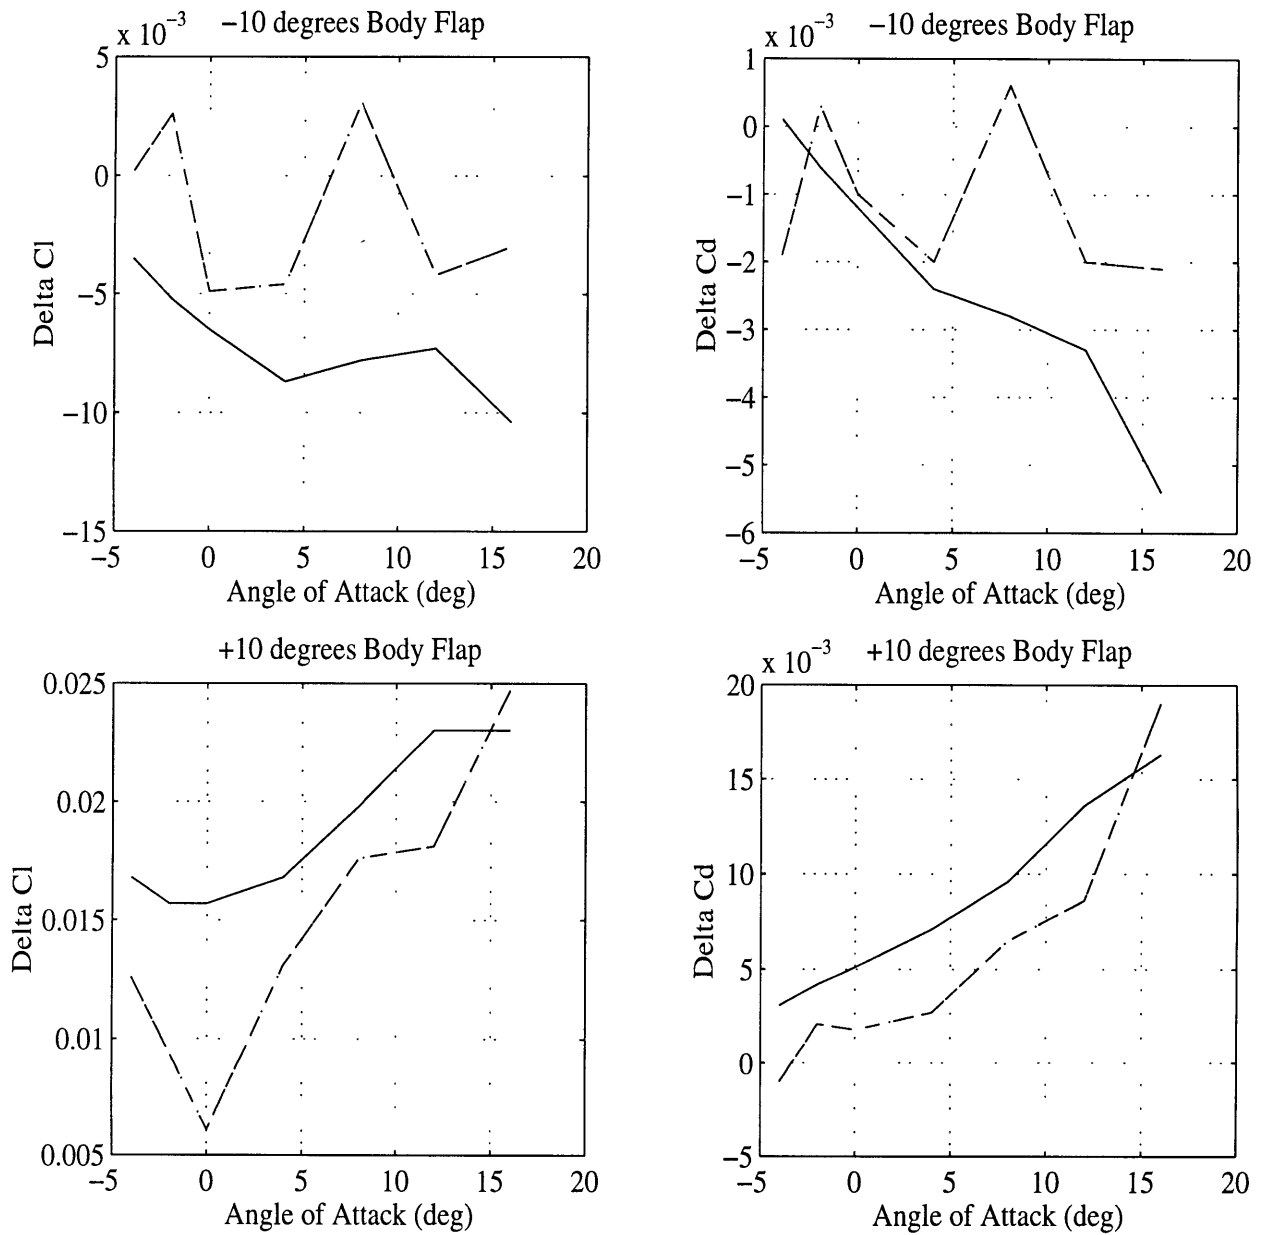 x 10⁻³ −10 degrees Body Flap
5
0
−5
−10
−15
−5 0 5 10 15 20
Delta Cl
Angle of Attack (deg)
x 10⁻³ −10 degrees Body Flap
1
0
−1
−2
−3
−4
−5
−6
−5 0 5 10 15 20
Delta Cd
Angle of Attack (deg)
+10 degrees Body Flap
0.025
0.02
0.015
0.01
0.005
−5 0 5 10 15 20
Delta Cl
Angle of Attack (deg)
x 10⁻³ +10 degrees Body Flap
20
15
10
5
0
−5
−5 0 5 10 15 20
Delta Cd
Angle of Attack (deg)